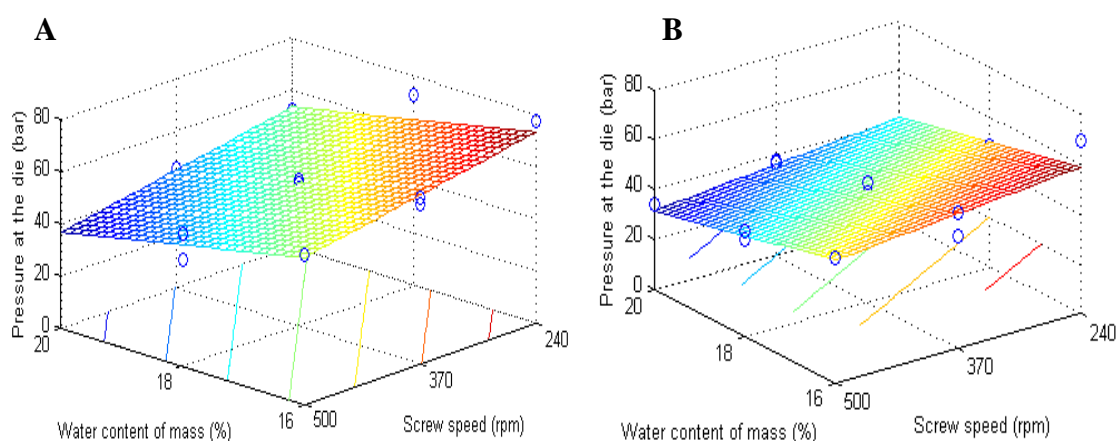 A
Pressure at the die (bar)
80
60
40
20
0
20
18
16
500
370
240
Water content of mass (%)
Screw speed (rpm)
B
Pressure at the die (bar)
80
60
40
20
0
20
18
16
500
370
240
Water content of mass (%)
Screw speed (rpm)